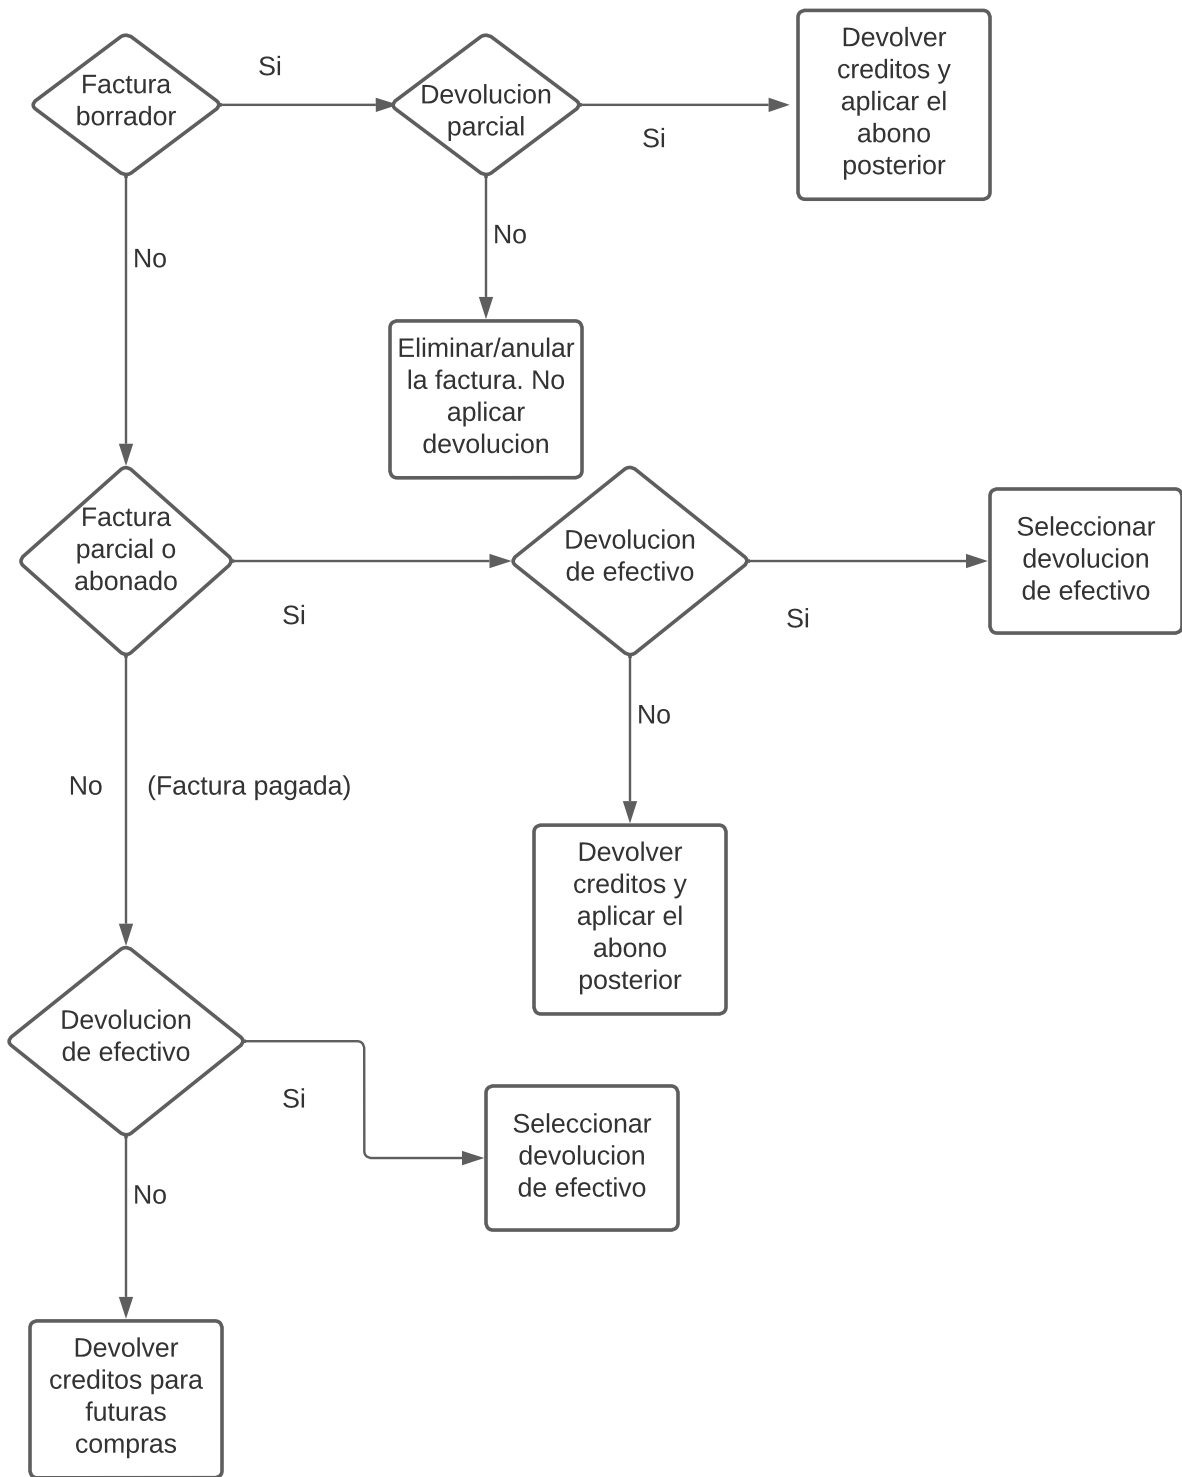 Factura
borrador
Si
Devolucion
parcial
Si
Devolver
creditos y
aplicar el
abono
posterior
No
No
Eliminar/anular
la factura. No
aplicar
devolucion
Factura
parcial o
abonado
Si
Devolucion
de efectivo
Si
Seleccionar
devolucion
de efectivo
No
No
(Factura pagada)
Devolver
creditos y
aplicar el
abono
posterior
Devolucion
de efectivo
Si
Seleccionar
devolucion
de efectivo
No
Devolver
creditos para
futuras
compras